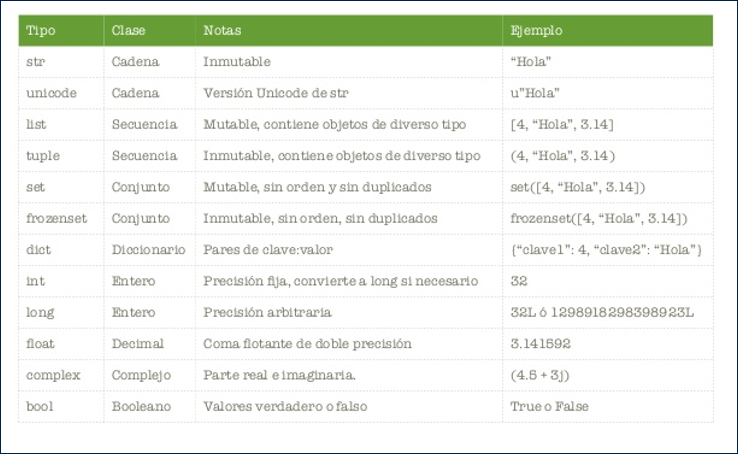 Tipo Clase Notas Ejemplo
str Cadena Inmutable “Hola”
unicode Cadena Versión Unicode de str u”Hola”
list Secuencia Mutable, contiene objetos de diverso tipo [4, “Hola”, 3.14]
tuple Secuencia Inmutable, contiene objetos de diverso tipo (4, “Hola”, 3.14)
set Conjunto Mutable, sin orden y sin duplicados set([4, “Hola”, 3.14])
frozenset Conjunto Inmutable, sin orden, sin duplicados frozenset([4, “Hola”, 3.14])
dict Diccionario Pares de clave:valor {“clave1”: 4, “clave2”: “Hola”}
int Entero Precisión fija, convierte a long si necesario 32
long Entero Precisión arbitraria 32L ó 1298918298398923L
float Decimal Coma flotante de doble precisión 3.141592
complex Complejo Parte real e imaginaria. (4.5 + 3j)
bool Booleano Valores verdadero o falso True o False